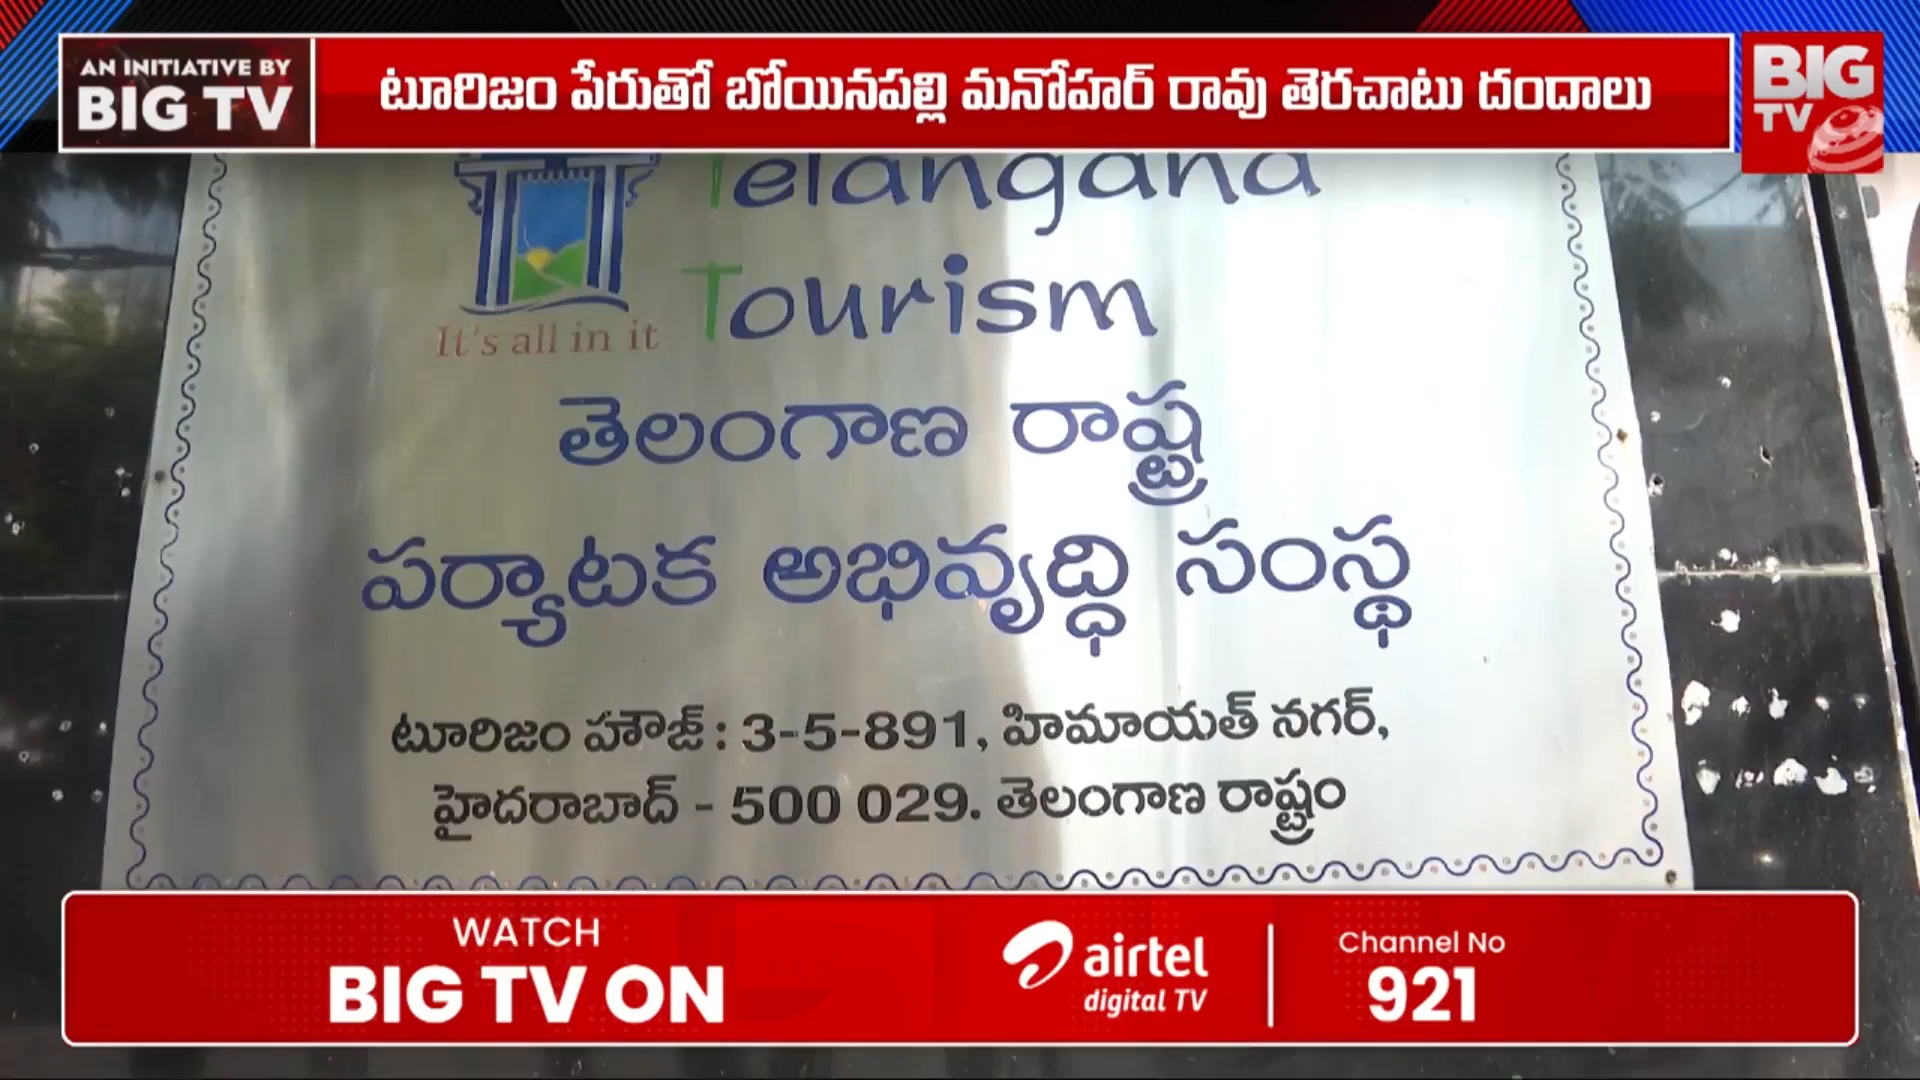 AN INITIATIVE BY
BIG TV
టూరిజం పేరుతో బోయినపల్లి మనోహర్ రావు తెరచాటు దందాలు
BIG
TV
Telangana
Tourism
It's all in it
తెలంగాణ రాష్ట్ర
పర్యాటక అభివృద్ధి సంస్థ
టూరిజం హౌజ్: 3-5-891, హిమాయత్ నగర్,
హైదరాబాద్ - 500 029. తెలంగాణ రాష్ట్రం
WATCH
BIG TV ON
airtel
digital TV
Channel No
921